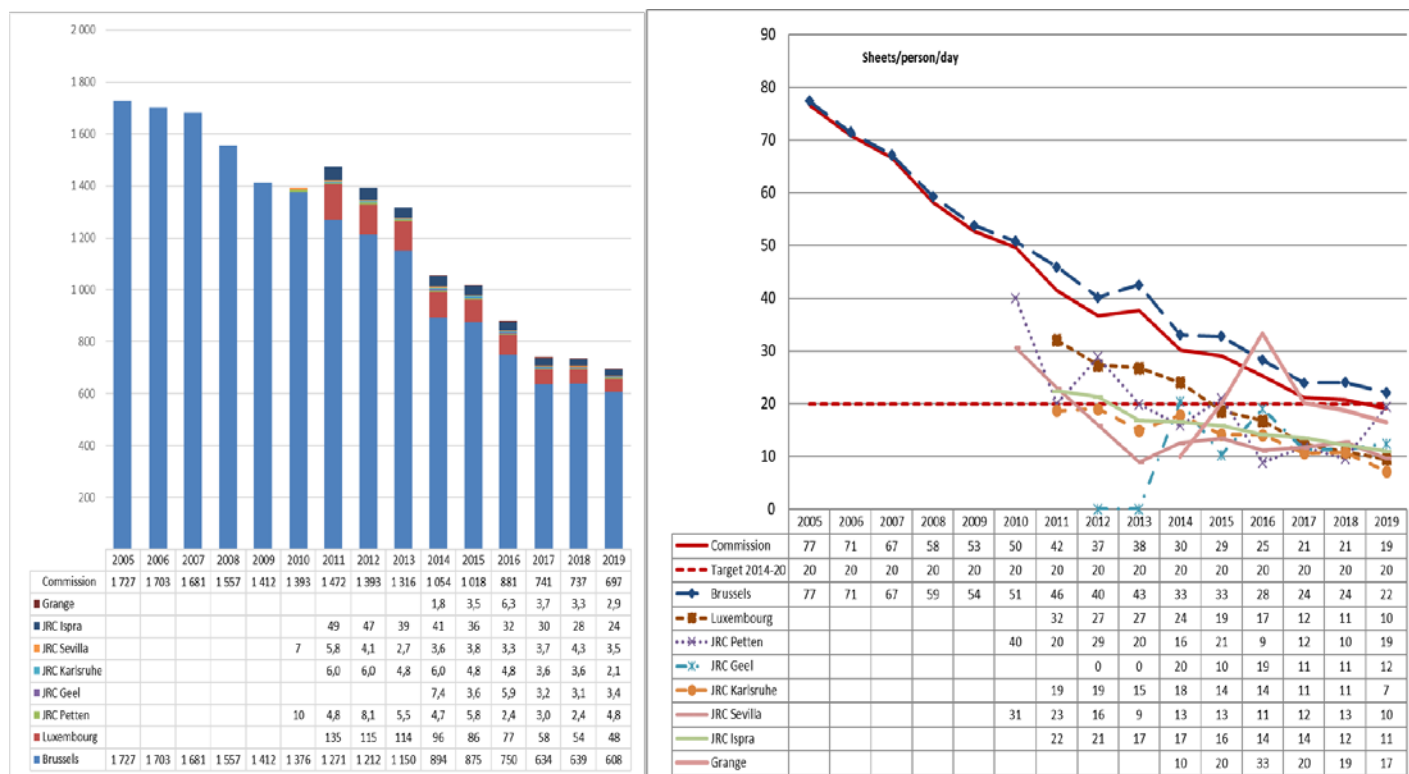 2 000
1 800
1 600
1 400
1 200
1 000
800
600
400
200
2005 2006 2007 2008 2009 2010 2011 2012 2013 2014 2015 2016 2017 2018 2019
Commission 1 727 1 703 1 681 1 557 1 412 1 393 1 472 1 393 1 316 1 054 1 018 881 741 737 697
Grange 1,8 3,5 6,3 3,7 3,3 2,9
JRC Ispra 49 47 39 41 36 32 30 28 24
JRC Sevilla 7 5,8 4,1 2,7 3,6 3,8 3,3 3,7 4,3 3,5
JRC Karlsruhe 6,0 6,0 4,8 6,0 4,8 4,8 3,6 3,6 2,1
JRC Geel 7,4 3,6 5,9 3,2 3,1 3,4
JRC Petten 10 4,8 8,1 5,5 4,7 5,8 2,4 3,0 2,4 4,8
Luxembourg 135 115 114 96 86 77 58 54 48
Brussels 1 727 1 703 1 681 1 557 1 412 1 376 1 271 1 212 1 150 894 875 750 634 639 608
Sheets/person/day
90
80
70
60
50
40
30
20
10
0
2005 2006 2007 2008 2009 2010 2011 2012 2013 2014 2015 2016 2017 2018 2019
Commission 77 71 67 58 53 50 42 37 38 30 29 25 21 21 19
Target 2014-20 20 20 20 20 20 20 20 20 20 20 20 20 20 20 20
Brussels 77 71 67 59 54 51 46 40 43 33 33 28 24 24 22
Luxembourg 32 27 27 24 19 17 12 11 10
JRC Petten 40 20 29 20 16 21 9 12 10 19
JRC Geel 0 0 20 10 19 11 11 12
JRC Karlsruhe 19 19 15 18 14 14 11 11 7
JRC Sevilla 31 23 16 9 13 13 11 12 13 10
JRC Ispra 22 21 17 17 16 14 14 12 11
Grange 10 20 33 20 19 17